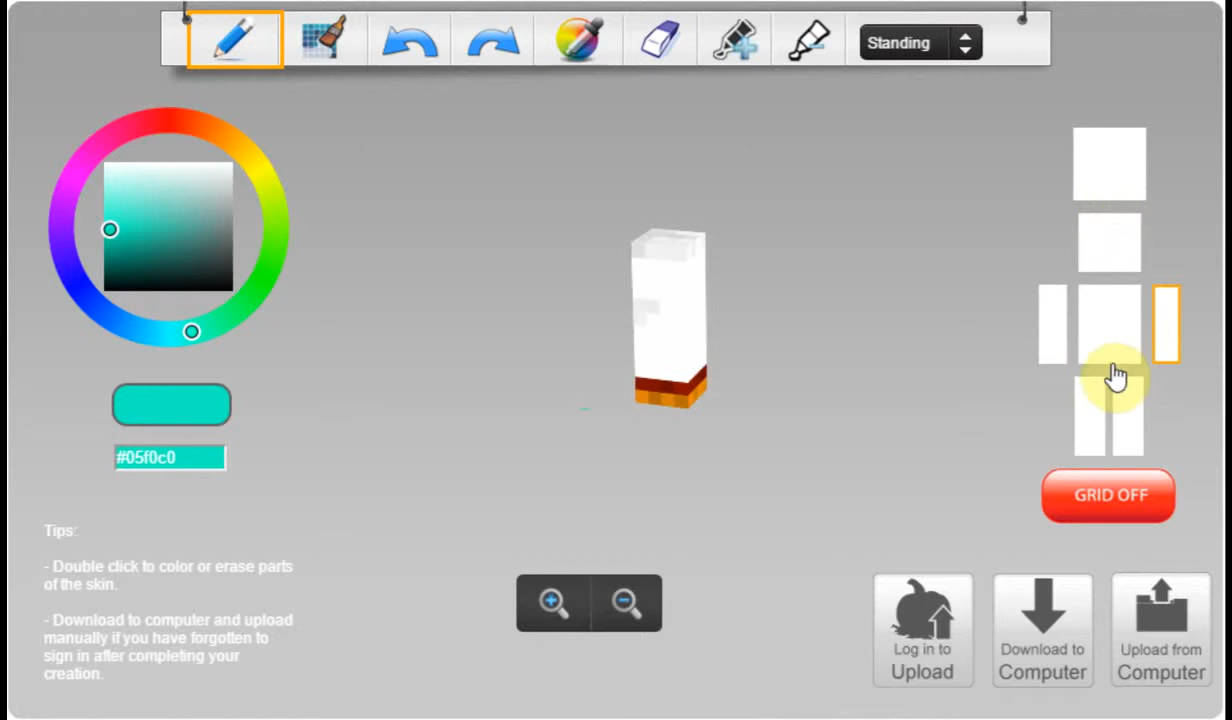 Standing
#05f0c0
GRID OFF
Tips:
- Double click to color or erase parts
of the skin.
- Download to computer and upload
manually if you have forgotten to
sign in after completing your
creation.
Log in to
Upload
Download to
Computer
Upload from
Computer